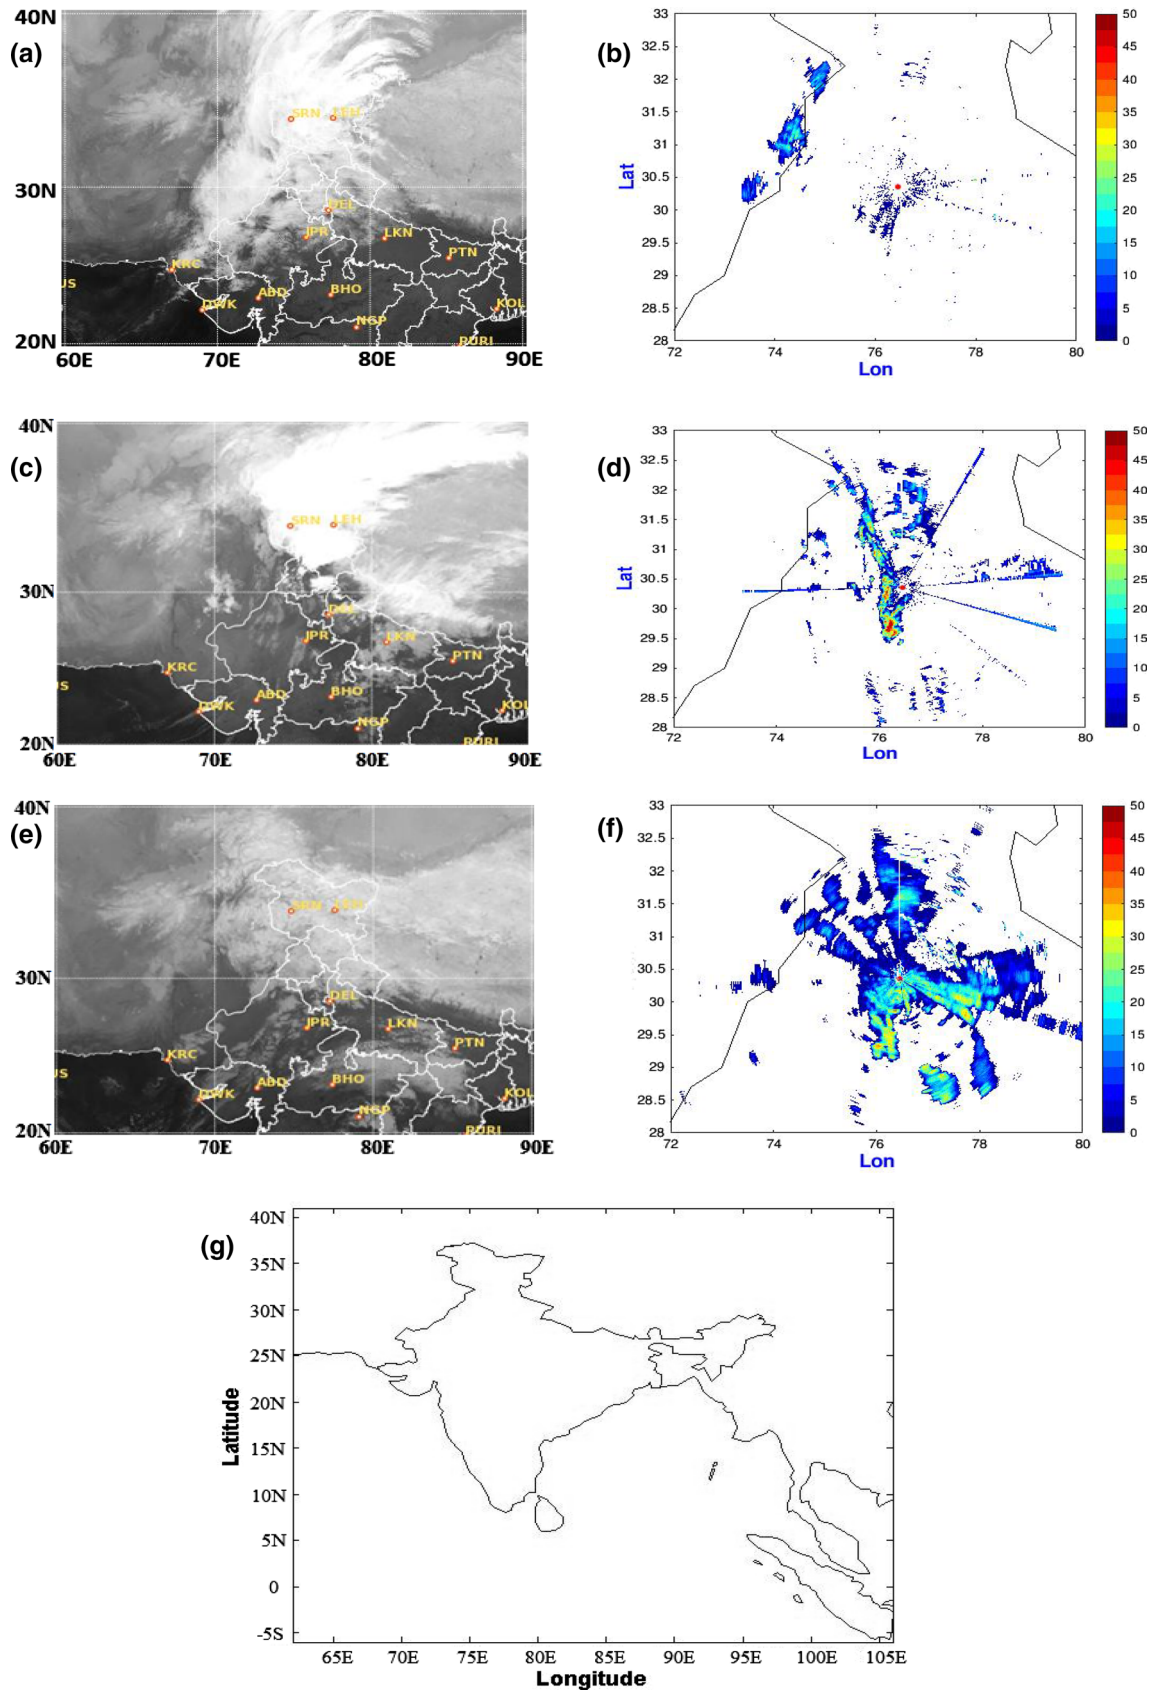 (a)
40N
30N
20N
60E 70E 80E 90E
SRN LEH
DEL
JPR LKN
PTN
KRC
US
DWK ABD BHO
KOL
NGP
PURI
(b)
33
32.5
32
31.5
31
30.5
30
29.5
29
28.5
28
72 74 76 78 80
Lat
Lon
50
45
40
35
30
25
20
15
10
5
0
(c)
40N
30N
20N
60E 70E 80E 90E
SRN LEH
DEL
JPR LKN
PTN
KRC
US
DWK ABD BHO
KOL
NGP
PURI
(d)
33
32.5
32
31.5
31
30.5
30
29.5
29
28.5
28
72 74 76 78 80
Lat
Lon
50
45
40
35
30
25
20
15
10
5
0
(e)
40N
30N
20N
60E 70E 80E 90E
SRN LEH
DEL
JPR LKN
PTN
KRC
US
DWK ABD BHO
KOL
NGP
PURI
(f)
33
32.5
32
31.5
31
30.5
30
29.5
29
28.5
28
72 74 76 78 80
Lat
Lon
50
45
40
35
30
25
20
15
10
5
0
(g)
40N
35N
30N
25N
20N
15N
10N
5N
0
-5S
65E 70E 75E 80E 85E 90E 95E 100E 105E
Latitude
Longitude